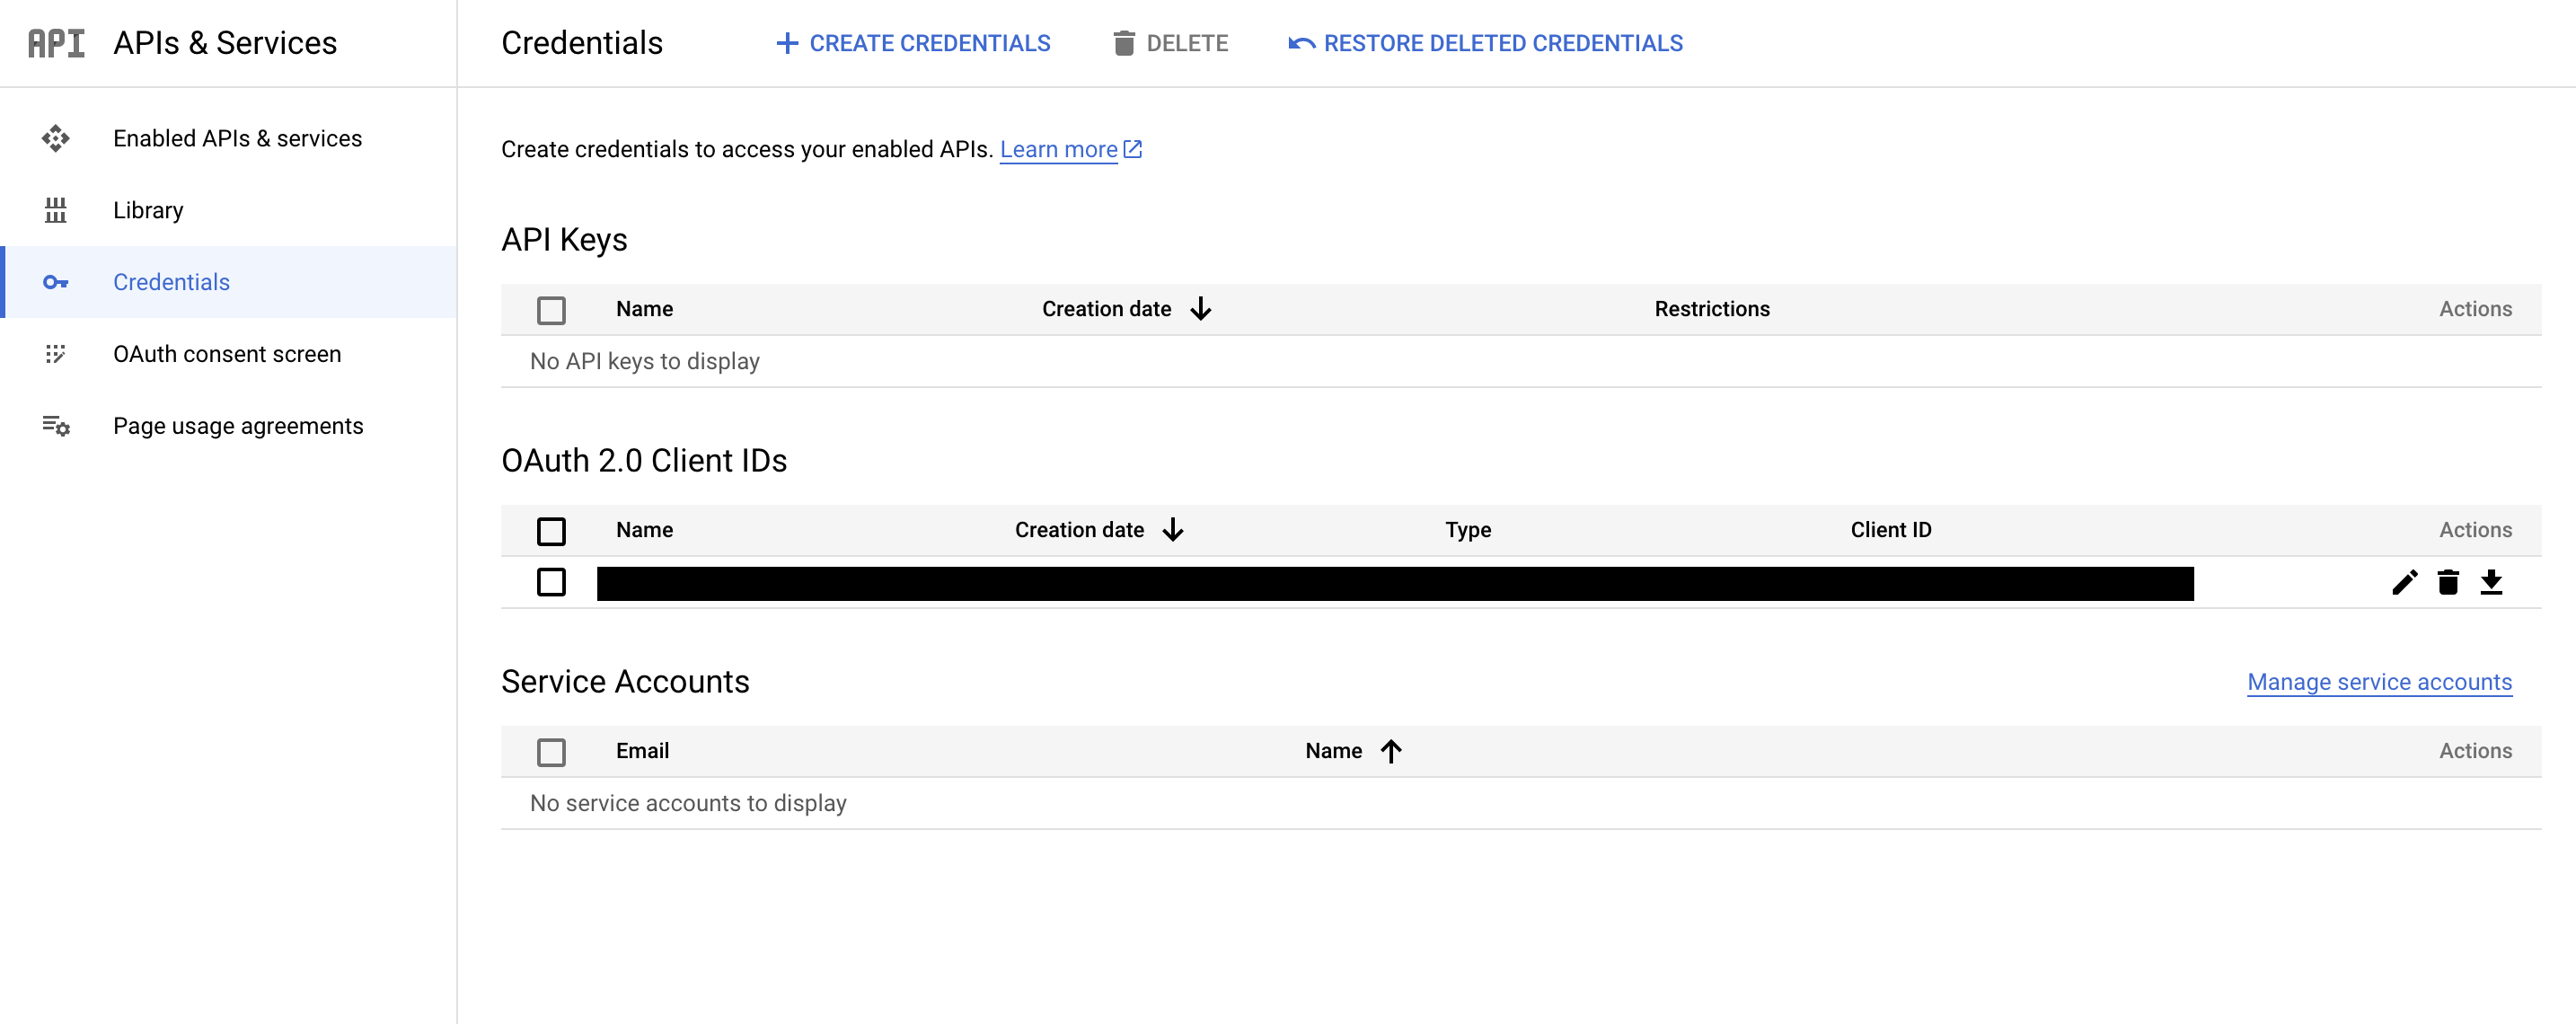 API APIs & Services
Credentials
CREATE CREDENTIALS
DELETE
RESTORE DELETED CREDENTIALS
Enabled APIs & services
Library
Credentials
OAuth consent screen
Page usage agreements
Create credentials to access your enabled APIs. Learn more
API Keys
Name Creation date Restrictions Actions
No API keys to display
OAuth 2.0 Client IDs
Name Creation date Type Client ID Actions
Service Accounts
Manage service accounts
Email Name Actions
No service accounts to display